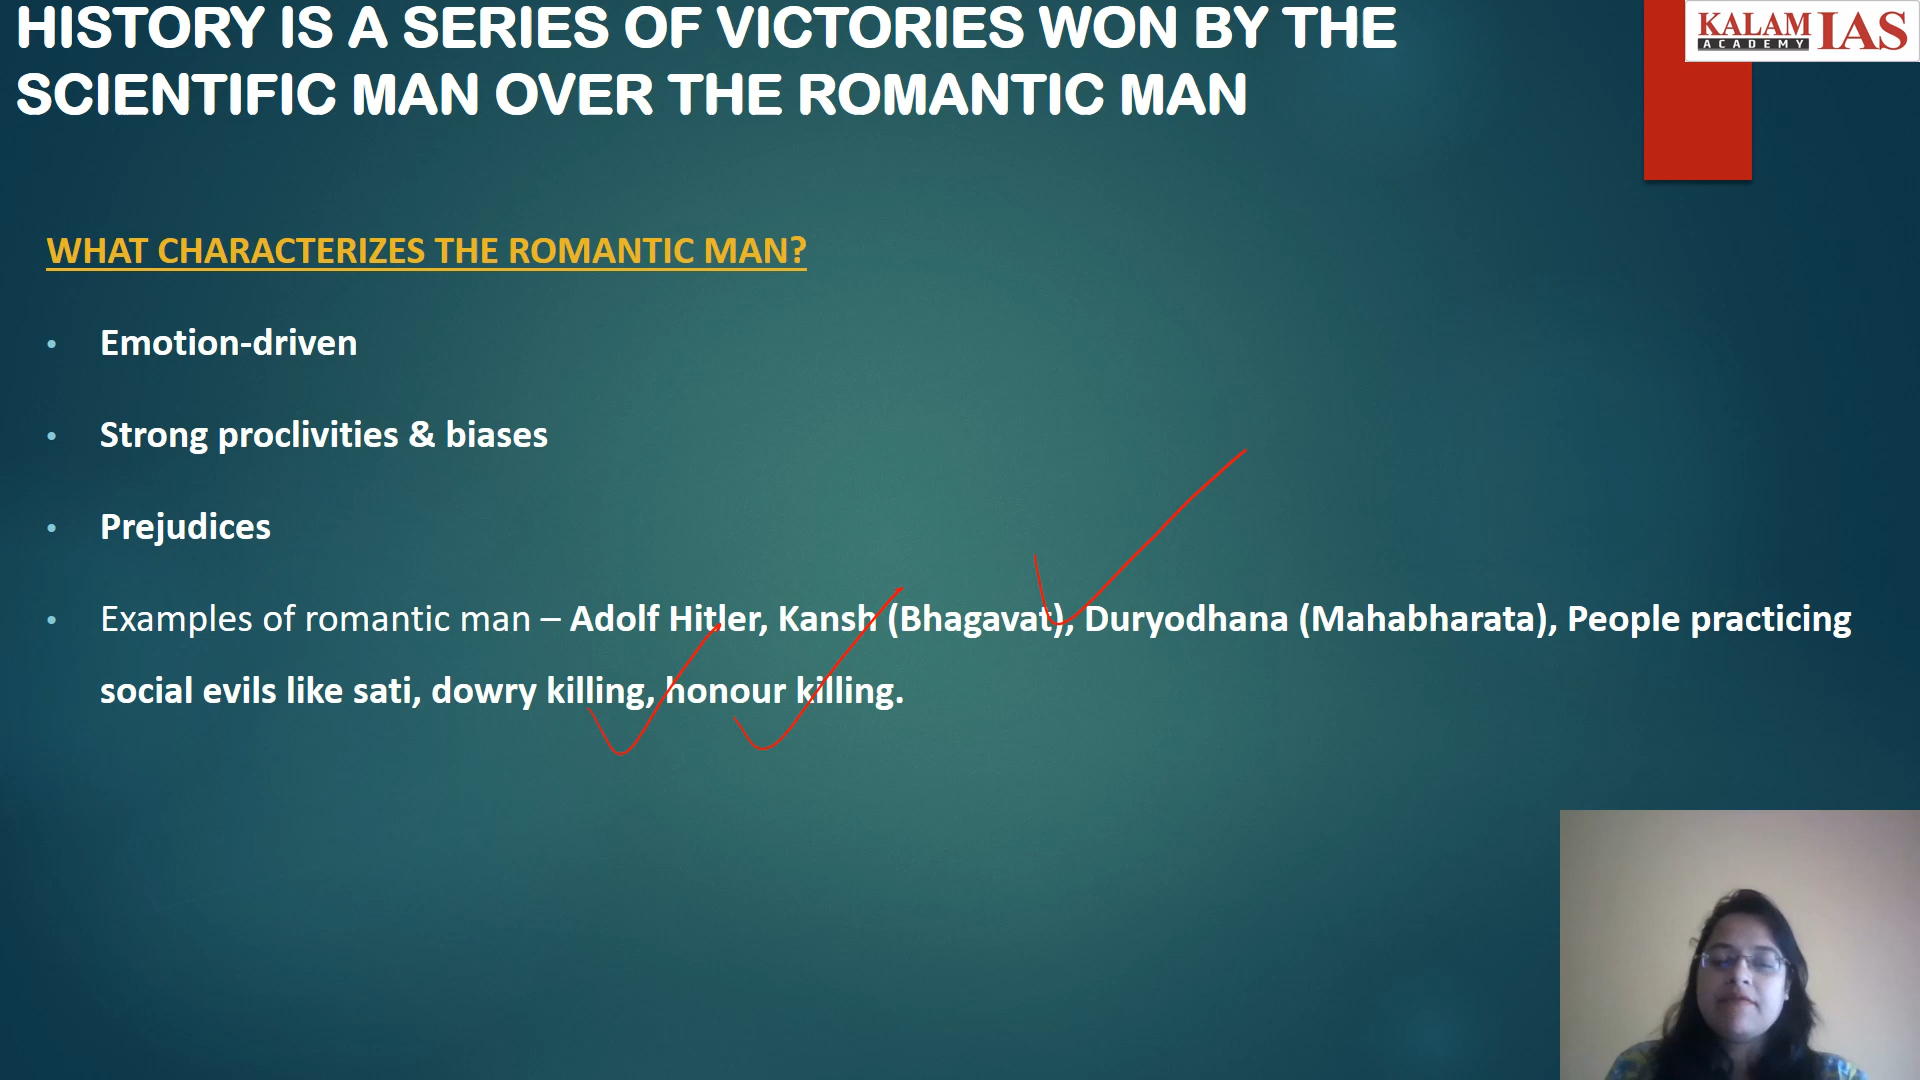 HISTORY IS A SERIES OF VICTORIES WON BY THE
SCIENTIFIC MAN OVER THE ROMANTIC MAN
KALAM IAS
ACADEMY
WHAT CHARACTERIZES THE ROMANTIC MAN?
• Emotion-driven
• Strong proclivities & biases
• Prejudices
• Examples of romantic man – Adolf Hitler, Kansh (Bhagavat), Duryodhana (Mahabharata), People practicing
social evils like sati, dowry killing, honour killing.